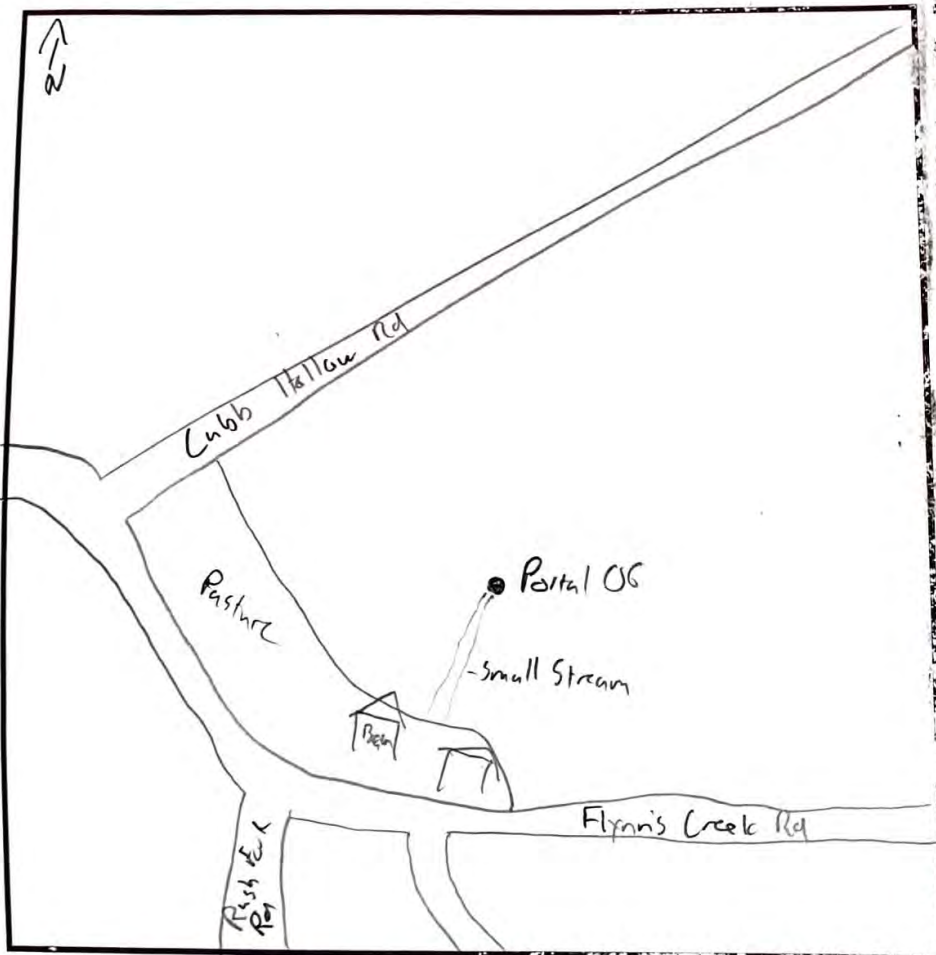 N
Cubb Hollow Rd
Pasture
Portal 06
-Small Stream
Barn
Flynn's Creek Rd
Rush Fork
Rd